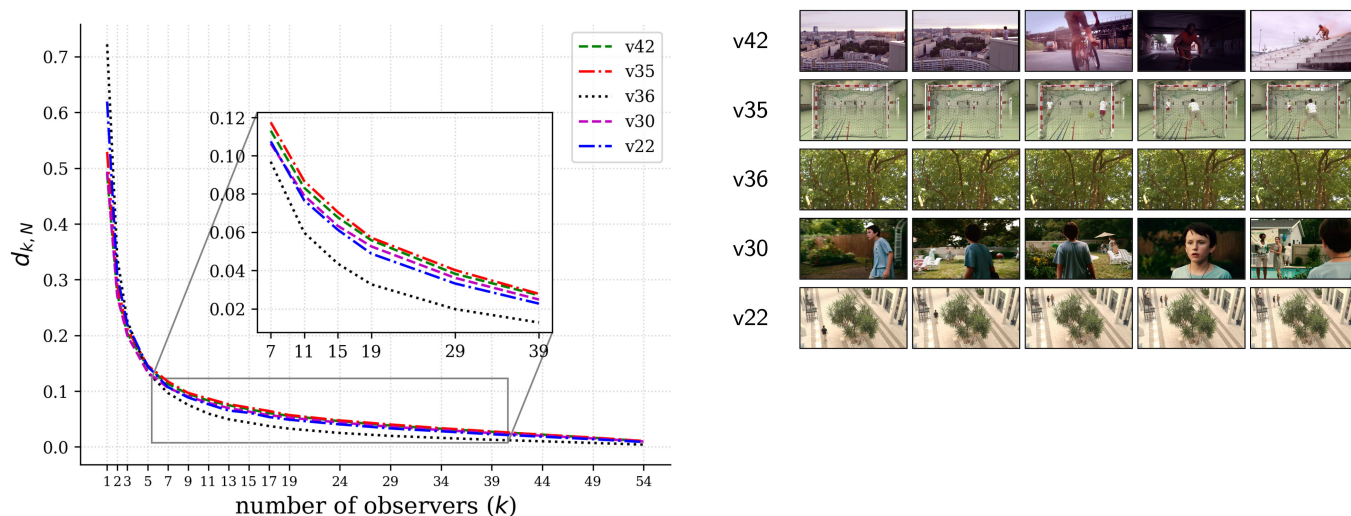 0.7
0.6
0.5
0.4
0.3
0.2
0.1
0.0
d_{k,N}
1 2 3 5 7 9 11 13 15 17 19 24 29 34 39 44 49 54
number of observers (k)
v42
v35
v36
v30
v22
0.12
0.10
0.08
0.06
0.04
0.02
7 11 15 19 29 39
v42
v35
v36
v30
v22